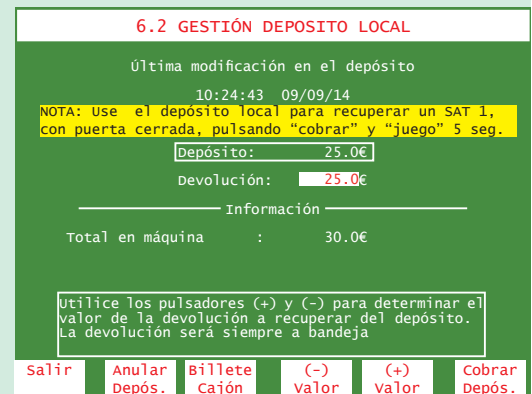 6.2 GESTIÓN DEPOSITO LOCAL
Última modificación en el depósito
10:24:43 09/09/14
NOTA: Use el depósito local para recuperar un SAT 1,
con puerta cerrada, pulsando “cobrar” y “juego” 5 seg.
Depósito: 25.0€
Devolución: 25.0€
Información
Total en máquina : 30.0€
Utilice los pulsadores (+) y (-) para determinar el
valor de la devolución a recuperar del depósito.
La devolución será siempre a bandeja
Salir Anular Billete (-) (+) Cobrar
Depós. Cajón Valor Valor Depós.